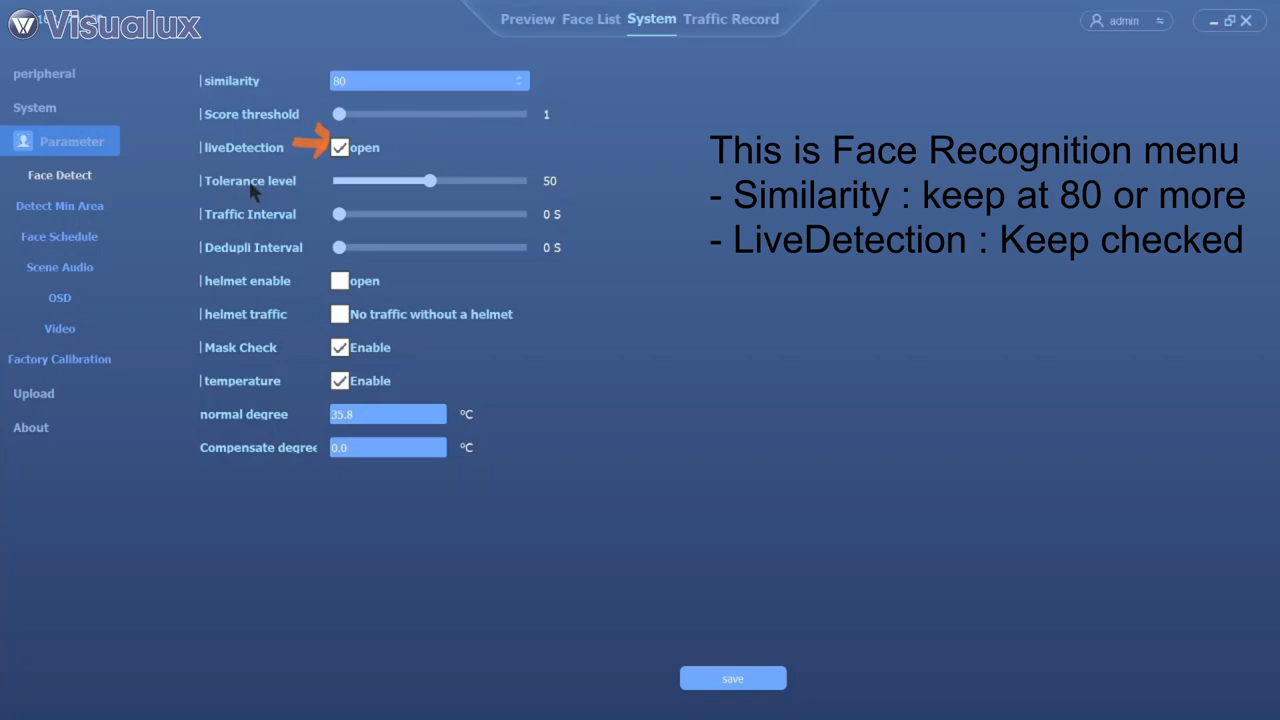 Visualux
Preview Face List System Traffic Record
admin
peripheral
System
Parameter
Face Detect
Detect Min Area
Face Schedule
Scene Audio
OSD
Video
Factory Calibration
Upload
About
similarity 80
Score threshold 1
liveDetection open
Tolerance level 50
Traffic Interval 0 S
Dedupli Interval 0 S
helmet enable open
helmet traffic No traffic without a helmet
Mask Check Enable
temperature Enable
normal degree 35.8 °C
Compensate degree 0.0 °C
This is Face Recognition menu
- Similarity : keep at 80 or more
- LiveDetection : Keep checked
save